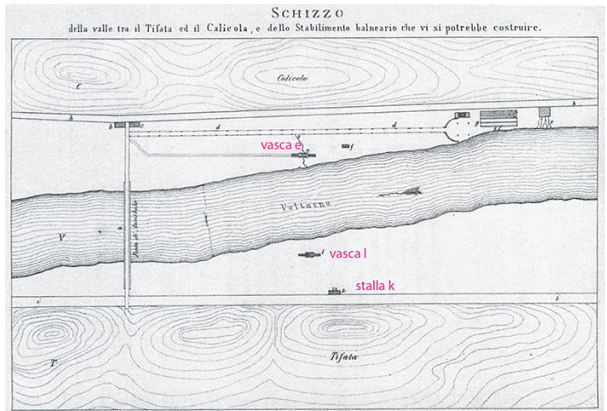 SCHIZZO
della valle tra il Tifata ed il Calicola, e dello Stabilimento balneario che vi si potrebbe costruire.
C
Calicola
h
h
b
c
d
d
g
vasca e
e
f
Volturno
V
a
vasca l
l
stalla k
k
i
i
T
Tifata